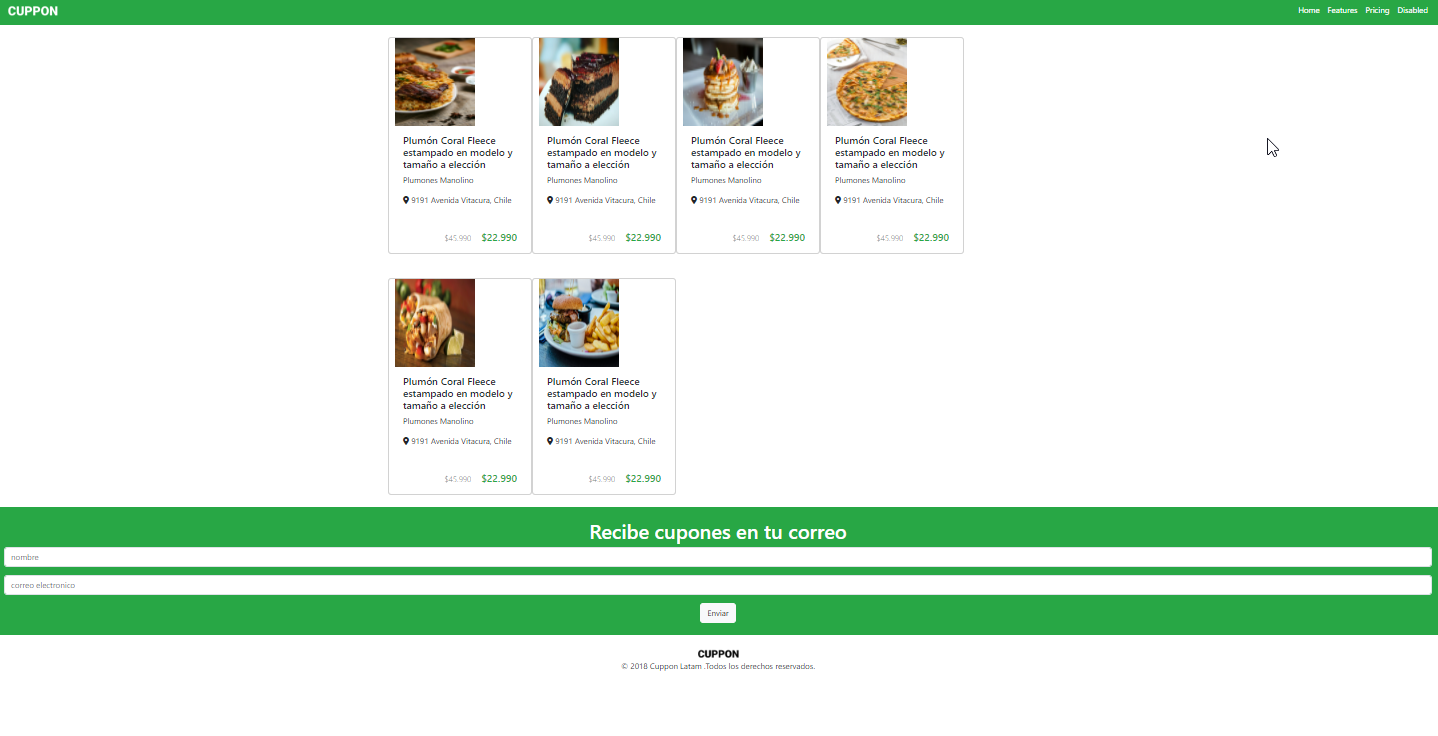 CUPPON
Home Features Pricing Disabled
Plumón Coral Fleece
estampado en modelo y
tamaño a elección
Plumones Manolino
9191 Avenida Vitacura, Chile
$45.990 $22.990
Plumón Coral Fleece
estampado en modelo y
tamaño a elección
Plumones Manolino
9191 Avenida Vitacura, Chile
$45.990 $22.990
Plumón Coral Fleece
estampado en modelo y
tamaño a elección
Plumones Manolino
9191 Avenida Vitacura, Chile
$45.990 $22.990
Plumón Coral Fleece
estampado en modelo y
tamaño a elección
Plumones Manolino
9191 Avenida Vitacura, Chile
$45.990 $22.990
Plumón Coral Fleece
estampado en modelo y
tamaño a elección
Plumones Manolino
9191 Avenida Vitacura, Chile
$45.990 $22.990
Plumón Coral Fleece
estampado en modelo y
tamaño a elección
Plumones Manolino
9191 Avenida Vitacura, Chile
$45.990 $22.990
Recibe cupones en tu correo
nombre
correo electronico
Enviar
CUPPON
© 2018 Cuppon Latam .Todos los derechos reservados.